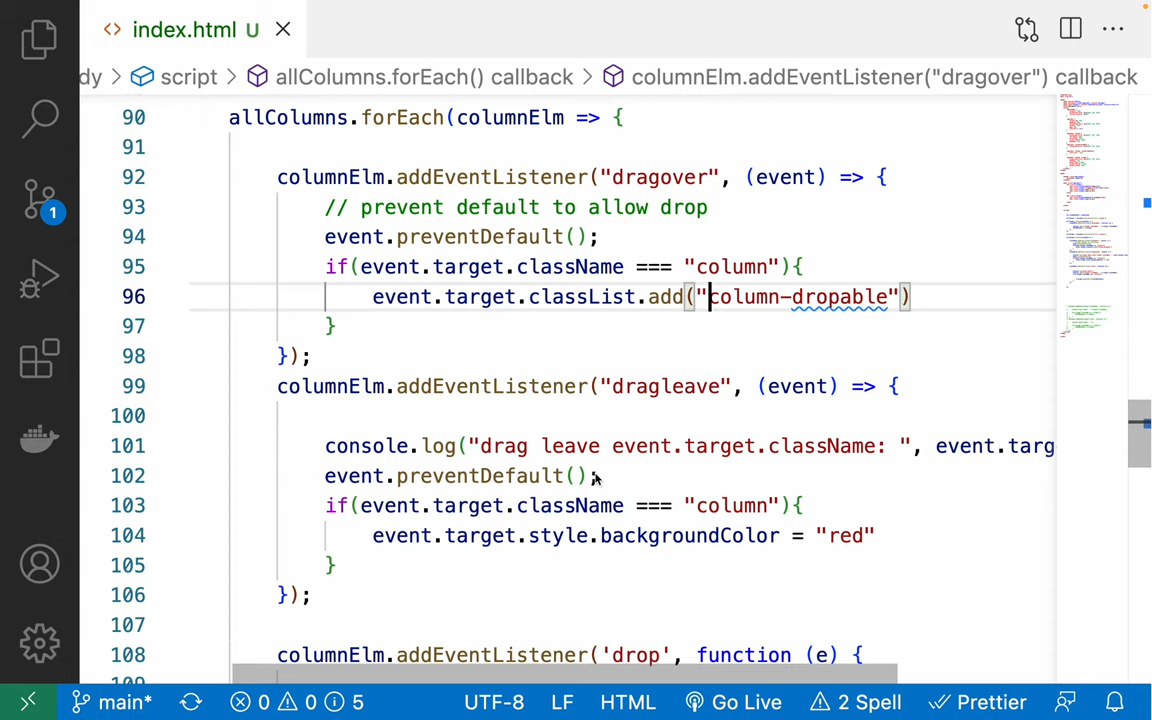 index.html U
dy > script > allColumns.forEach() callback > columnElm.addEventListener("dragover") callback
90 allColumns.forEach(columnElm => {
91
92 columnElm.addEventListener("dragover", (event) => {
93 // prevent default to allow drop
94 event.preventDefault();
95 if(event.target.className === "column"){
96 event.target.classList.add("column-dropable")
97 }
98 });
99 columnElm.addEventListener("dragleave", (event) => {
100
101 console.log("drag leave event.target.className: ", event.targ
102 event.preventDefault();
103 if(event.target.className === "column"){
104 event.target.style.backgroundColor = "red"
105 }
106 });
107
108 columnElm.addEventListener('drop', function (e) {
1
main* 0 0 5 UTF-8 LF HTML Go Live 2 Spell Prettier